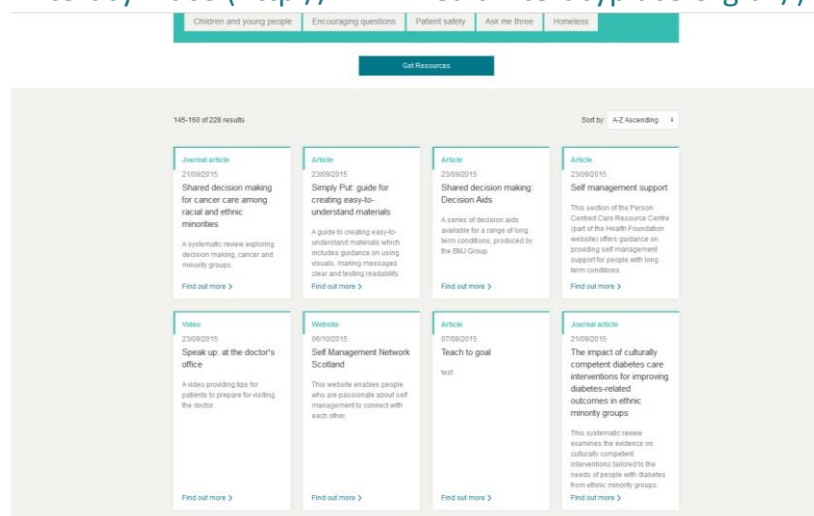 Children and young people
Encouraging questions
Patient safety
Ask me three
Homeless
Get Resources
145-160 of 228 results
Sort by: A-Z Ascending
Journal article
21/09/2015
Shared decision making
for cancer care among
racial and ethnic
minorities
A systematic review exploring
decision making, cancer and
minority groups.
Find out more >
Article
23/09/2015
Simply Put: guide for
creating easy-to-
understand materials
A guide to creating easy-to-
understand materials which
includes guidance on using
visuals, making messages
clear and testing readability
Find out more >
Article
23/09/2015
Shared decision making:
Decision Aids
A series of decision aids
available for a range of long
term conditions, produced by
the BMJ Group.
Find out more >
Article
23/09/2015
Self management support
This section of the Person
Centred Care Resource Centre
(part of the Health Foundation
website) offers guidance on
providing self management
support for people with long
term conditions.
Find out more >
Video
23/09/2015
Speak up: at the doctor's
office
A video providing tips for
patients to prepare for visiting
the doctor.
Find out more >
Website
06/10/2015
Self Management Network
Scotland
This website enables people
who are passionate about self
management to connect with
each other.
Find out more >
Article
07/08/2015
Teach to goal
test
Find out more >
Journal article
21/09/2015
The impact of culturally
competent diabetes care
interventions for improving
diabetes-related
outcomes in ethnic
minority groups
This systematic review
examines the evidence on
culturally competent
interventions tailored to the
needs of people with diabetes
from ethnic minority groups.
Find out more >